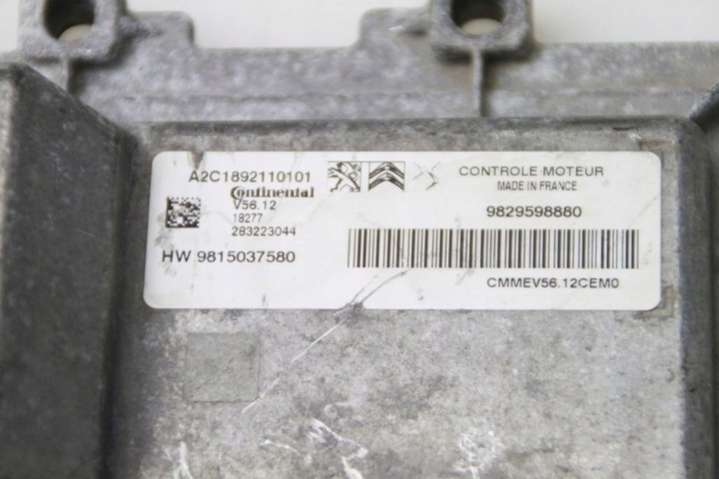 A2C1892110101
Continental
V56.12
18277
283223044
HW 9815037580
CONTROLE MOTEUR
MADE IN FRANCE
9829598880
CMMEV56.12CEM0